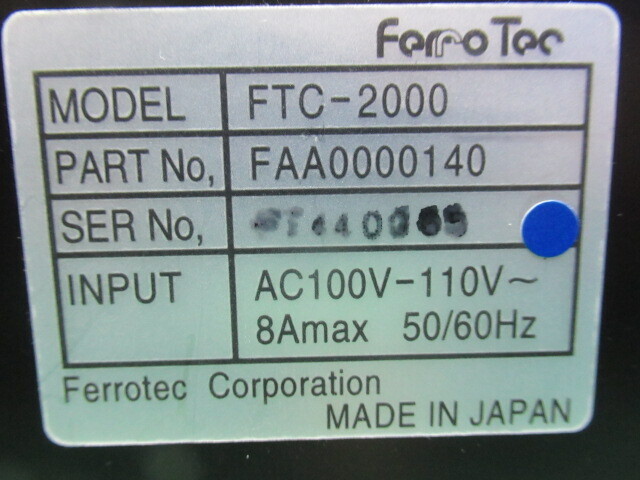 FerroTec
MODEL FTC-2000
PART No, FAA0000140
SER No,
INPUT AC100V-110V~
8Amax 50/60Hz
Ferrotec Corporation
MADE IN JAPAN